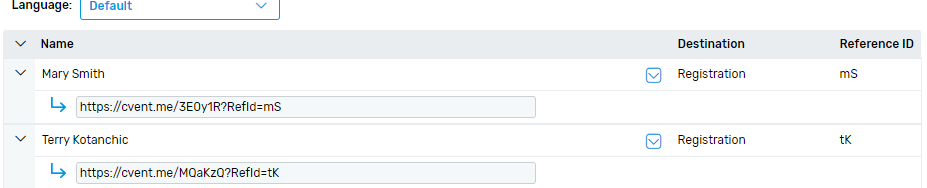 Language: Default
Name Destination Reference ID
Mary Smith Registration mS
https://cvent.me/3E0y1R?RefId=mS
Terry Kotanchic Registration tK
https://cvent.me/MQaKzQ?RefId=tK